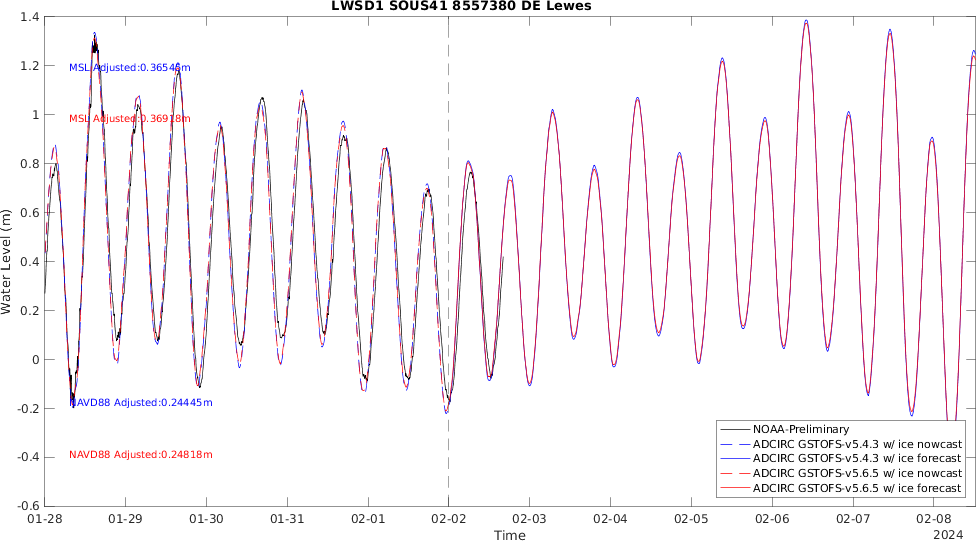 LWSD1 SOUS41 8557380 DE Lewes
Water Level (m)
1.4
1.2
1
0.8
0.6
0.4
0.2
0
-0.2
-0.4
-0.6
MSL Adjusted:0.36545m
MSL Adjusted:0.36918m
NAVD88 Adjusted:0.24445m
NAVD88 Adjusted:0.24818m
NOAA-Preliminary
ADCIRC GSTOFS-v5.4.3 w/ ice nowcast
ADCIRC GSTOFS-v5.4.3 w/ ice forecast
ADCIRC GSTOFS-v5.6.5 w/ ice nowcast
ADCIRC GSTOFS-v5.6.5 w/ ice forecast
01-28 01-29 01-30 01-31 02-01 02-02 02-03 02-04 02-05 02-06 02-07 02-08
Time
2024